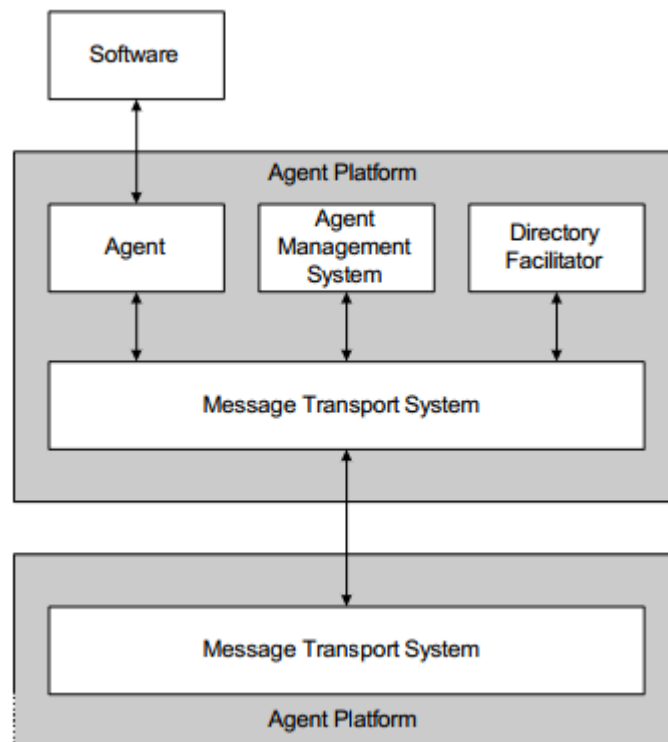 Software
Agent Platform
Agent
Agent
Management
System
Directory
Facilitator
Message Transport System
Message Transport System
Agent Platform